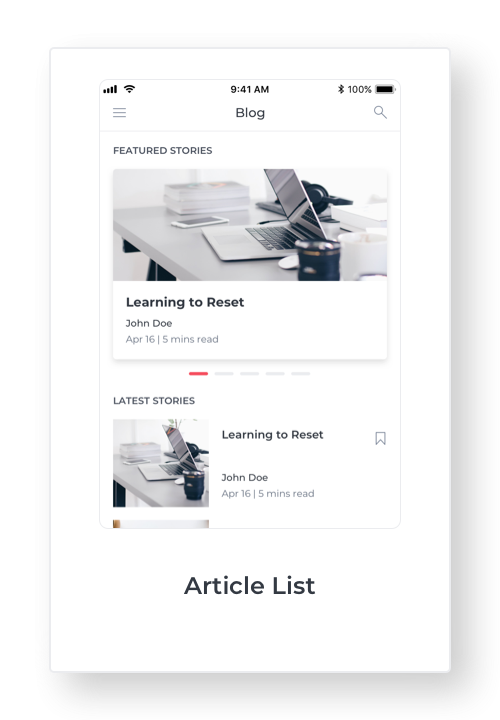 9:41 AM
100%
Blog
FEATURED STORIES
Learning to Reset
John Doe
Apr 16 | 5 mins read
LATEST STORIES
Learning to Reset
John Doe
Apr 16 | 5 mins read
Article List